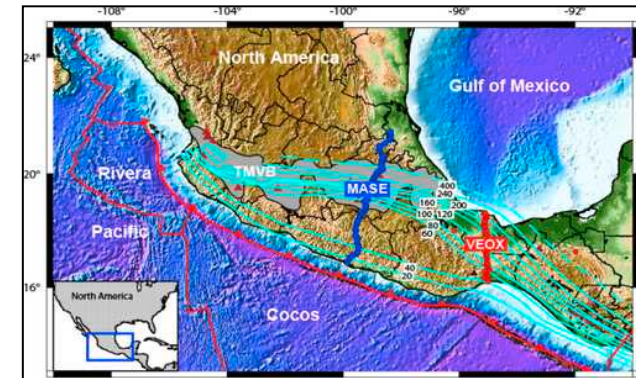 -108° -104° -100° -96° -92°
24°
20°
16°
North America
Gulf of Mexico
Rivera
TMVB
MASE
400
240
160
200
100
120
80
60
VEOX
Pacific
40
20
Cocos
North America